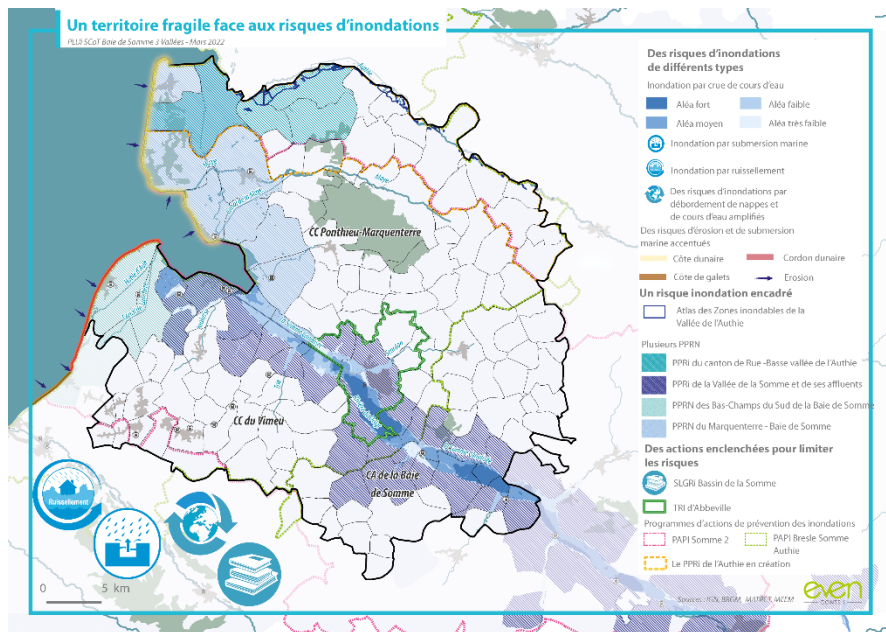 Un territoire fragile face aux risques d'inondations
PLUi SCoT Baie de Somme 3 Vallées - Mars 2022
CC Ponthieu-Marquenterre
CC du Vimeu
CA de la Baie
de Somme
Ruissellement
0 5 km
Des risques d'inondations
de différents types
Inondation par crue de cours d'eau
Aléa fort
Aléa faible
Aléa moyen
Aléa très faible
Inondation par submersion marine
Inondation par ruissellement
Des risques d'inondations par
débordement de nappes et
de cours d'eau amplifiés
Des risques d'érosion et de submersion
marine accentués
Côte dunaire
Cordon dunaire
Côte de galets
Erosion
Un risque inondation encadré
Atlas des Zones inondables de la
Vallée de l'Authie
Plusieurs PPRN
PPRi du canton de Rue -Basse vallée de l'Authie
PPRi de la Vallée de la Somme et de ses affluents
PPRN des Bas-Champs du Sud de la Baie de Somme
PPRN du Marquenterre - Baie de Somme
Des actions enclenchées pour limiter
les risques
SLGRi Bassin de la Somme
TRI d'Abbeville
Programmes d'actions de prévention des inondations
PAPI Somme 2
PAPI Bresle Somme
Authie
Le PPRi de l'Authie en création
even
CONSEIL
Sources : IGN, BRGM,